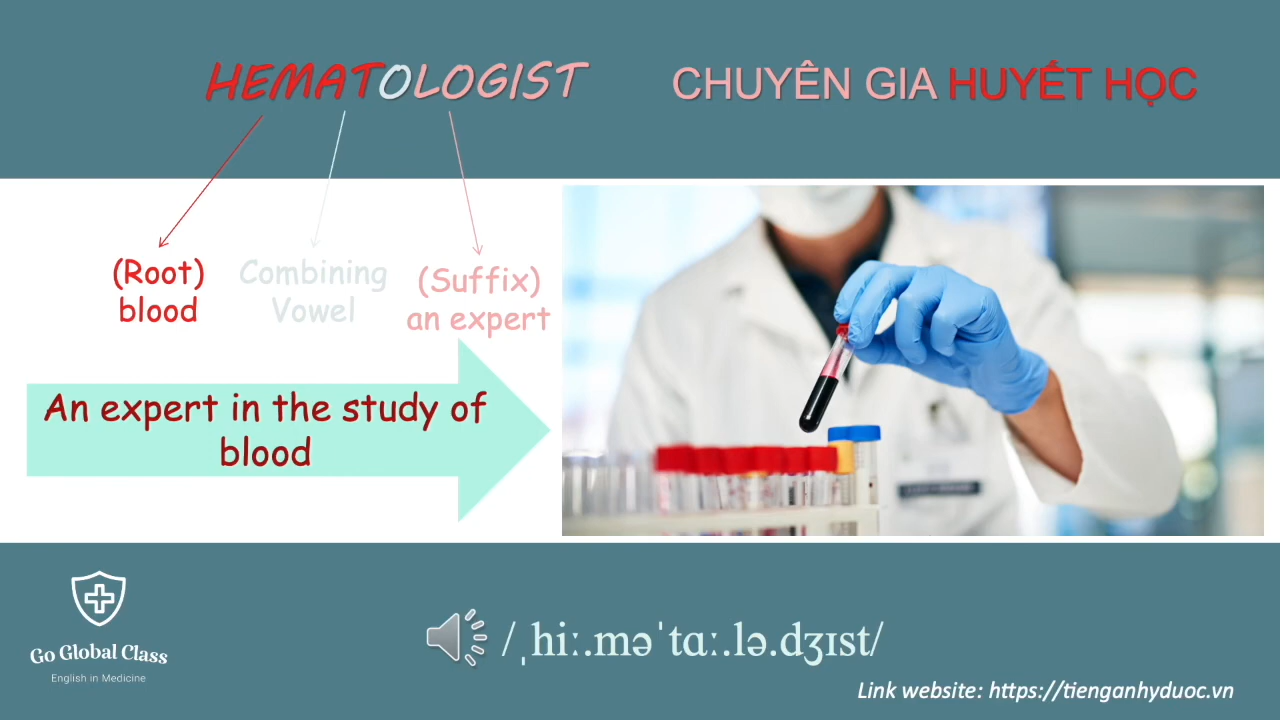 HEMATOLOGIST
CHUYÊN GIA HUYẾT HỌC
(Root)
blood
Combining
Vowel
(Suffix)
an expert
An expert in the study of
blood
Go Global Class
English in Medicine
/ˌhiː.məˈtɑː.lə.dʒɪst/
Link website: https://tienganhyduoc.vn